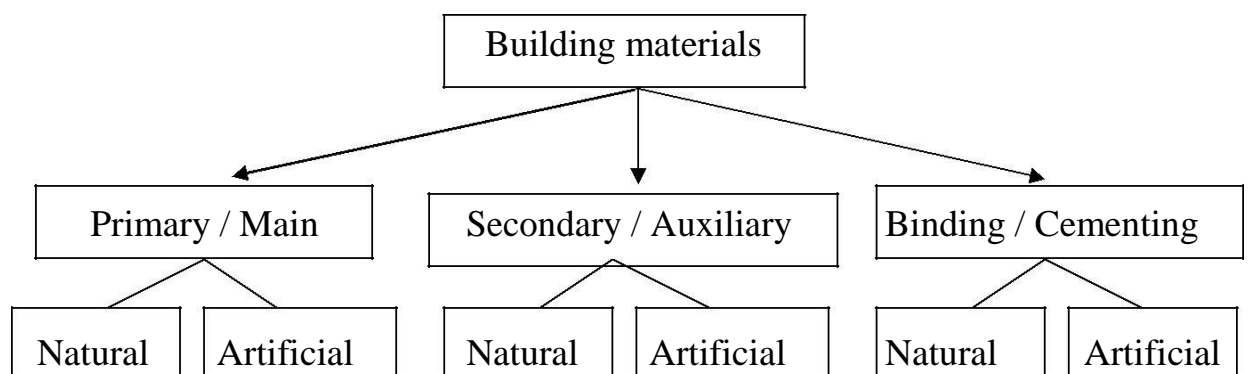 Building materials
Primary / Main
Secondary / Auxiliary
Binding / Cementing
Natural
Artificial
Natural
Artificial
Natural
Artificial